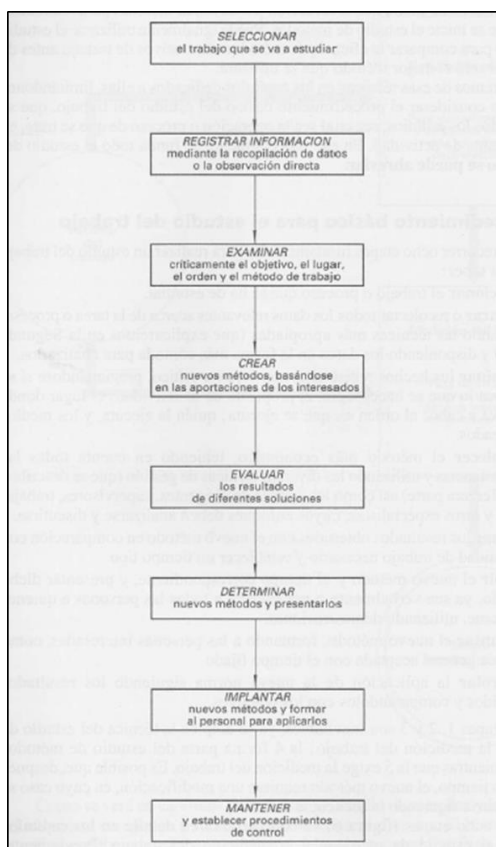 SELECCIONAR
el trabajo que se va a estudiar
REGISTRAR INFORMACION
mediante la recopilación de datos
o la observación directa
EXAMINAR
críticamente el objetivo, el lugar,
el orden y el método de trabajo
CREAR
nuevos métodos, basándose
en las aportaciones de los interesados
EVALUAR
los resultados
de diferentes soluciones
DETERMINAR
nuevos métodos y presentarlos
IMPLANTAR
nuevos métodos y formar
al personal para aplicarlos
MANTENER
y establecer procedimientos
de control